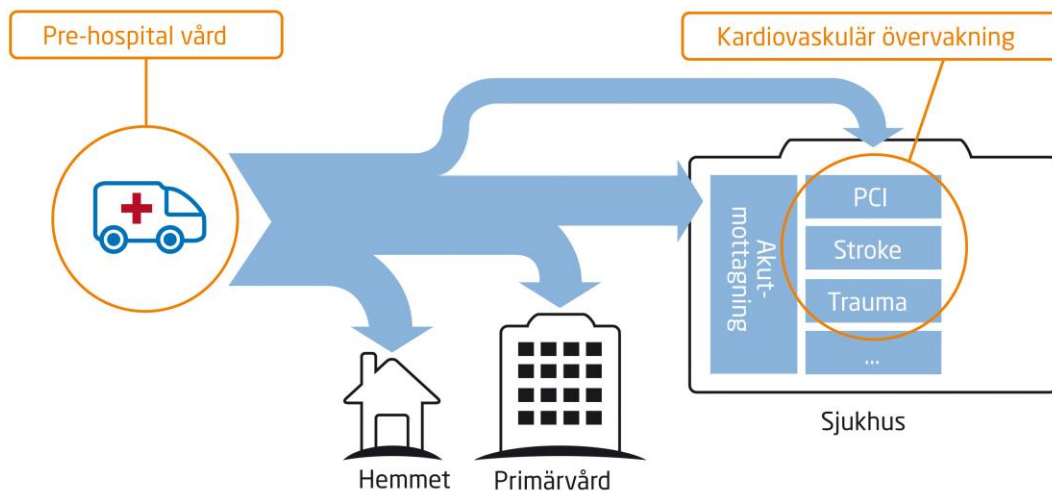 Pre-hospital vård
Kardiovaskulär övervakning
Akut-
mottagning
PCI
Stroke
Trauma
...
Sjukhus
Hemmet
Primärvård